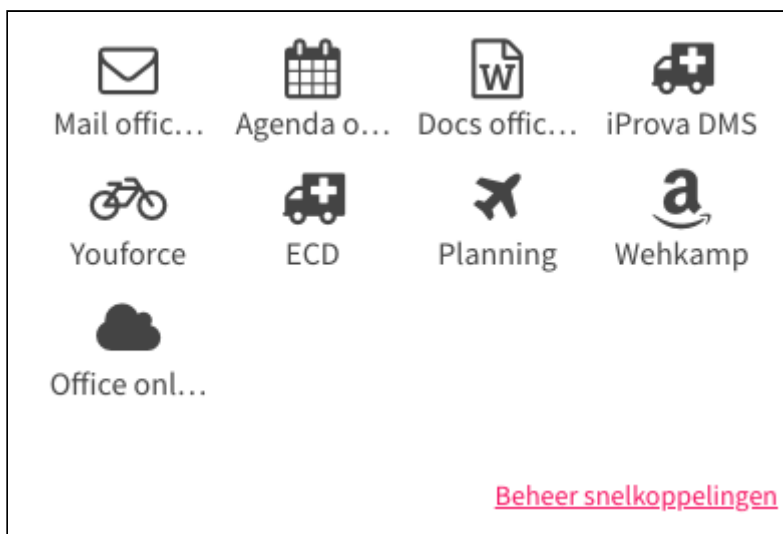 Mail offic...
Agenda o...
Docs offic...
iProva DMS
Youforce
ECD
Planning
Wehkamp
Office onl...
Beheer snelkoppelingen